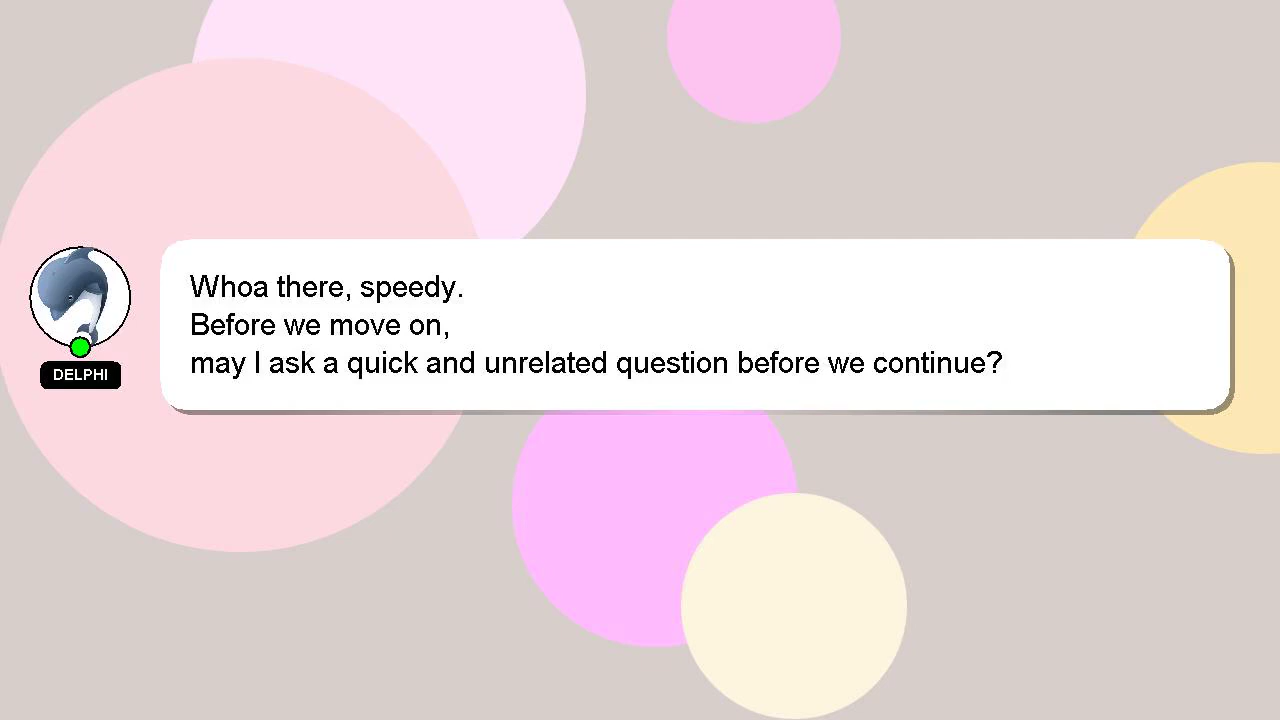 Whoa there, speedy.
Before we move on,
may I ask a quick and unrelated question before we continue?
DELPHI